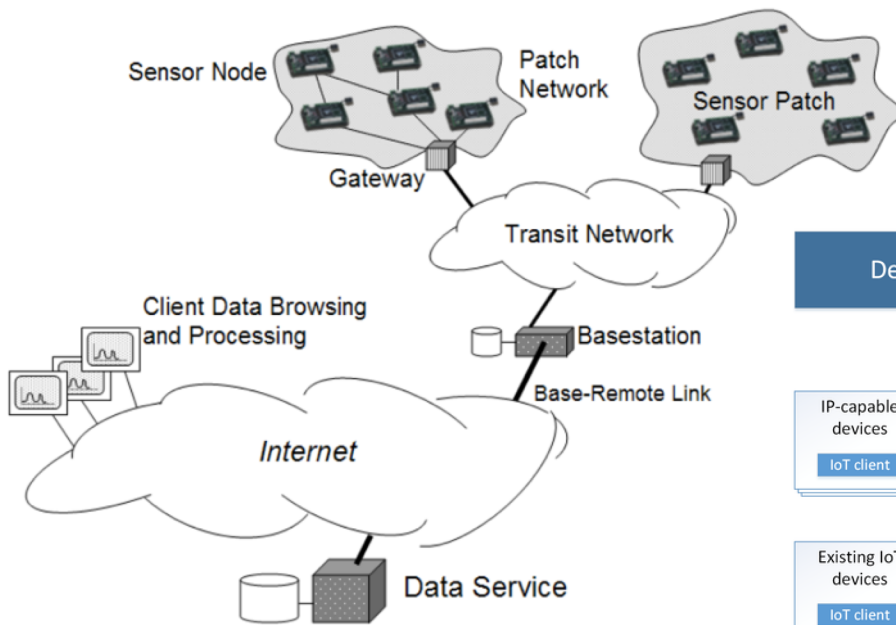 Sensor Node
Patch
Network
Sensor Patch
Gateway
Transit Network
Client Data Browsing
and Processing
Basestation
Base-Remote Link
Internet
Data Service
IP-capable
devices
IoT client
Existing IoT
devices
IoT client